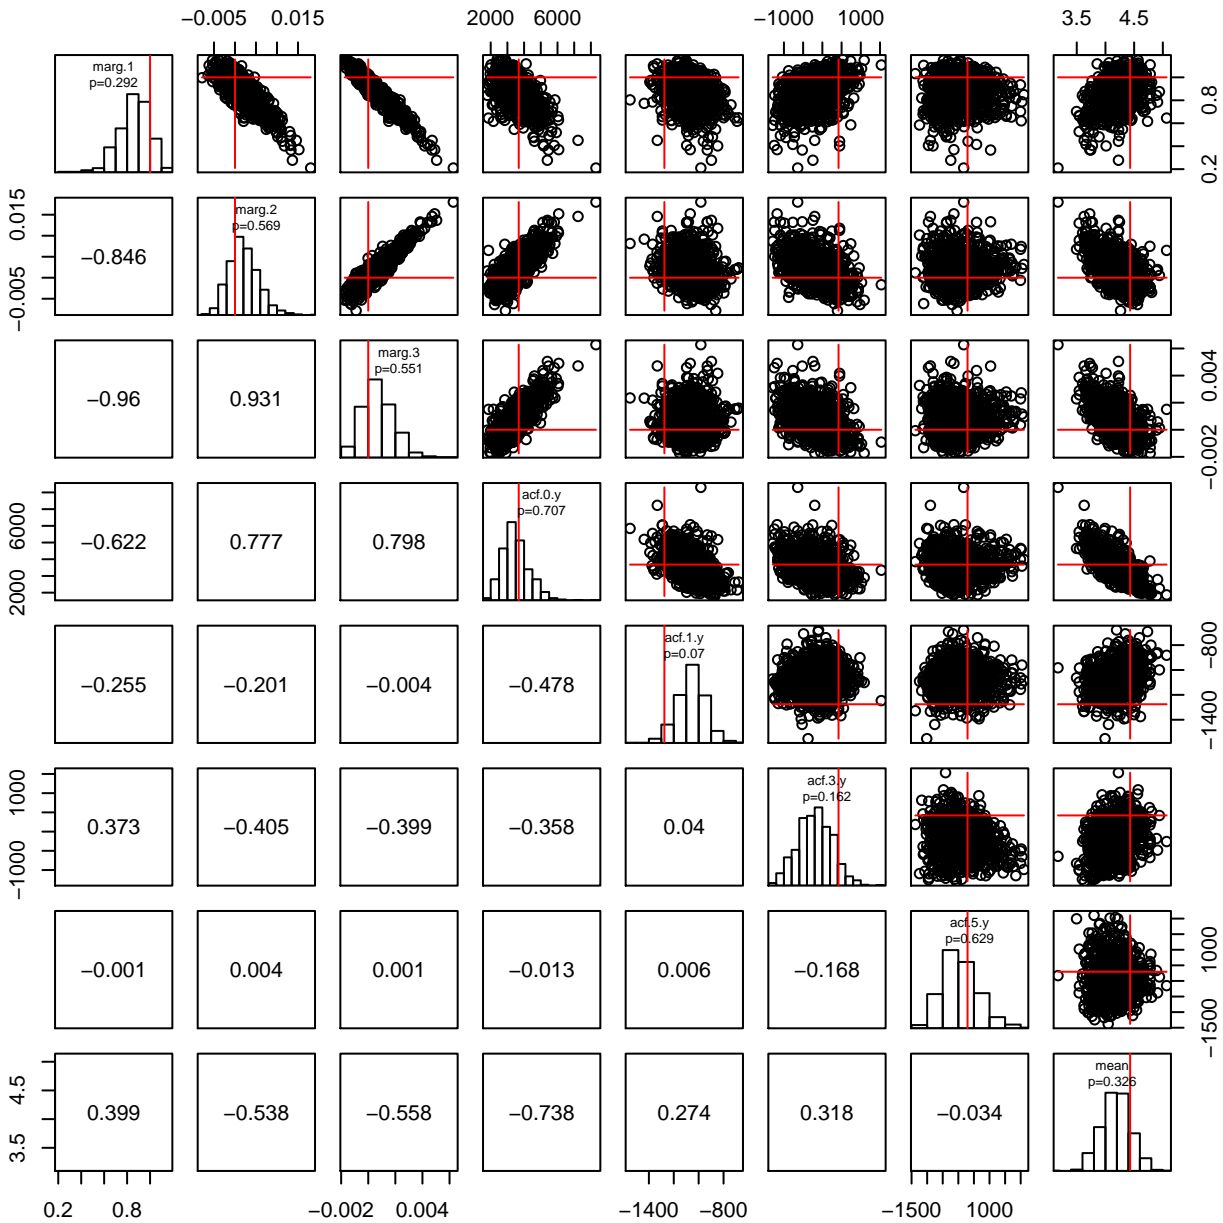 −0.005 0.015 2000 6000 −1000 1000 3.5 4.5
marg.1
p=0.292
0.2 0.8
0.015
−0.005
−0.846
marg.2
p=0.569
−0.96 0.931
marg.3
p=0.551
0.004
−0.002
6000
2000
−0.622 0.777 0.798
acf.0.y
p=0.707
−0.255 −0.201 −0.004 −0.478
acf.1.y
p=0.07
−800
−1400
1000
−1000
0.373 −0.405 −0.399 −0.358 0.04
acf.3.y
p=0.162
−0.001 0.004 0.001 −0.013 0.006 −0.168
acf.5.y
p=0.629
1000
−1500
4.5
3.5
0.399 −0.538 −0.558 −0.738 0.274 0.318 −0.034
mean
p=0.326
0.2 0.8 −0.002 0.004 −1400 −800 −1500 1000